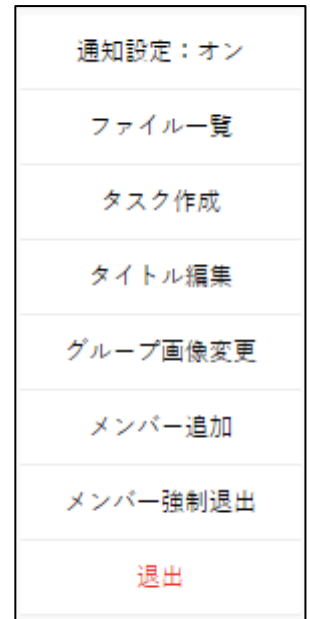 通知設定：オン
ファイル一覧
タスク作成
タイトル編集
グループ画像変更
メンバー追加
メンバー強制退出
退出